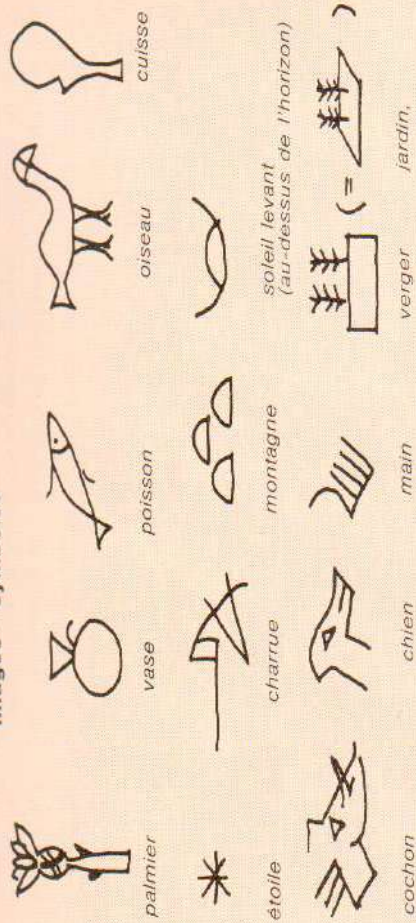 palmier vase poisson oiseau cuisse
étoile charrue montagne soleil levant
(au-dessus de l'horizon)
cochon chien main verger (= jardin, )